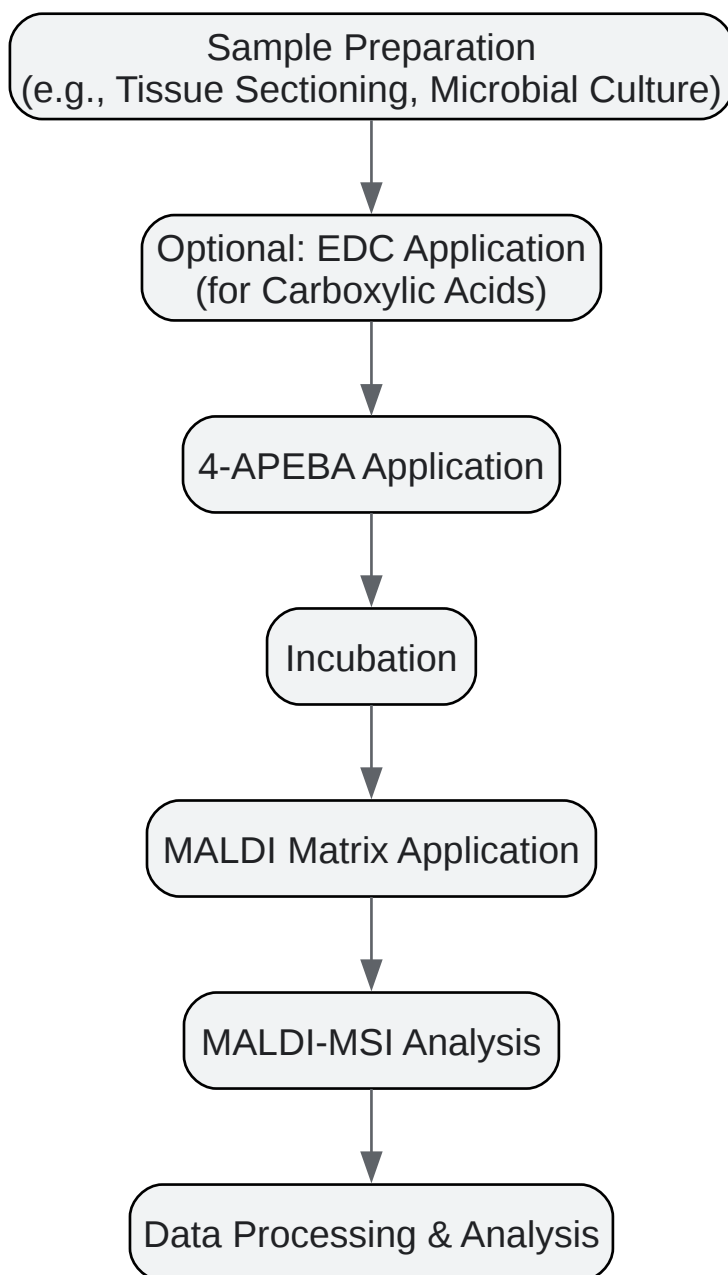 Sample Preparation
(e.g., Tissue Sectioning, Microbial Culture)
Optional: EDC Application
(for Carboxylic Acids)
4-APEBA Application
Incubation
MALDI Matrix Application
MALDI-MSI Analysis
Data Processing & Analysis